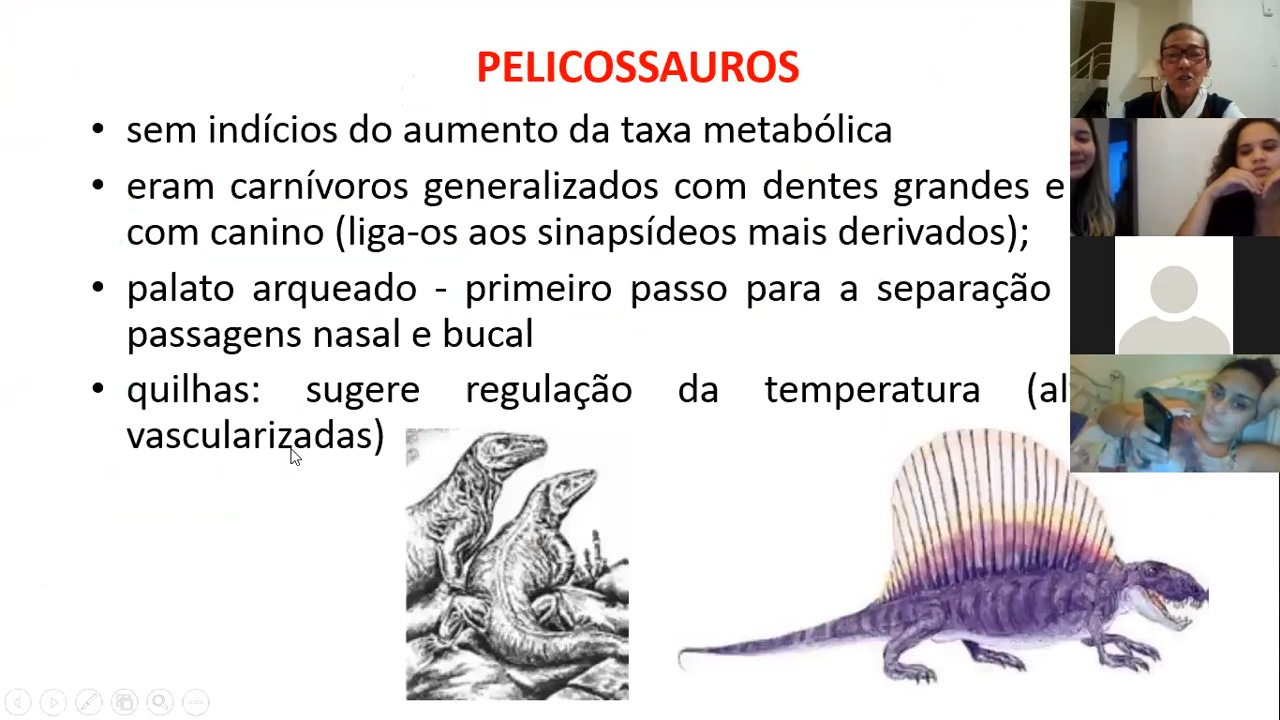 PELICOSSAUROS
• sem indícios do aumento da taxa metabólica
• eram carnívoros generalizados com dentes grandes e
com canino (liga-os aos sinapsídeos mais derivados);
• palato arqueado - primeiro passo para a separação
passagens nasal e bucal
• quilhas: sugere regulação da temperatura
vascularizadas)